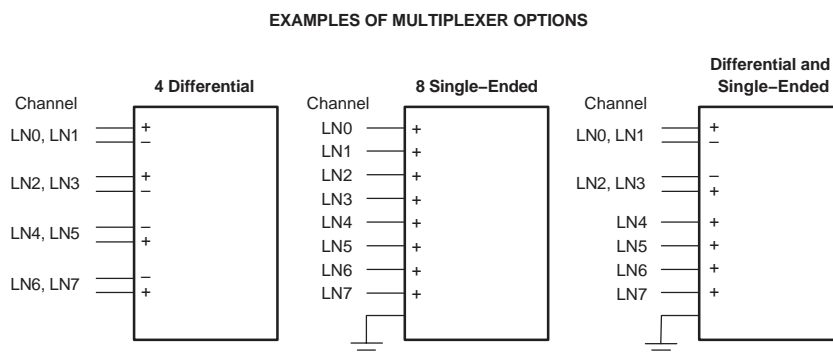 EXAMPLES OF MULTIPLEXER OPTIONS
4 Differential
Channel
LN0, LN1
+
–
LN2, LN3
+
–
LN4, LN5
–
+
LN6, LN7
–
+
8 Single–Ended
Channel
LN0 +
LN1 +
LN2 +
LN3 +
LN4 +
LN5 +
LN6 +
LN7 +
Differential and
Single–Ended
Channel
LN0, LN1
+
–
LN2, LN3
–
+
LN4 +
LN5 +
LN6 +
LN7 +